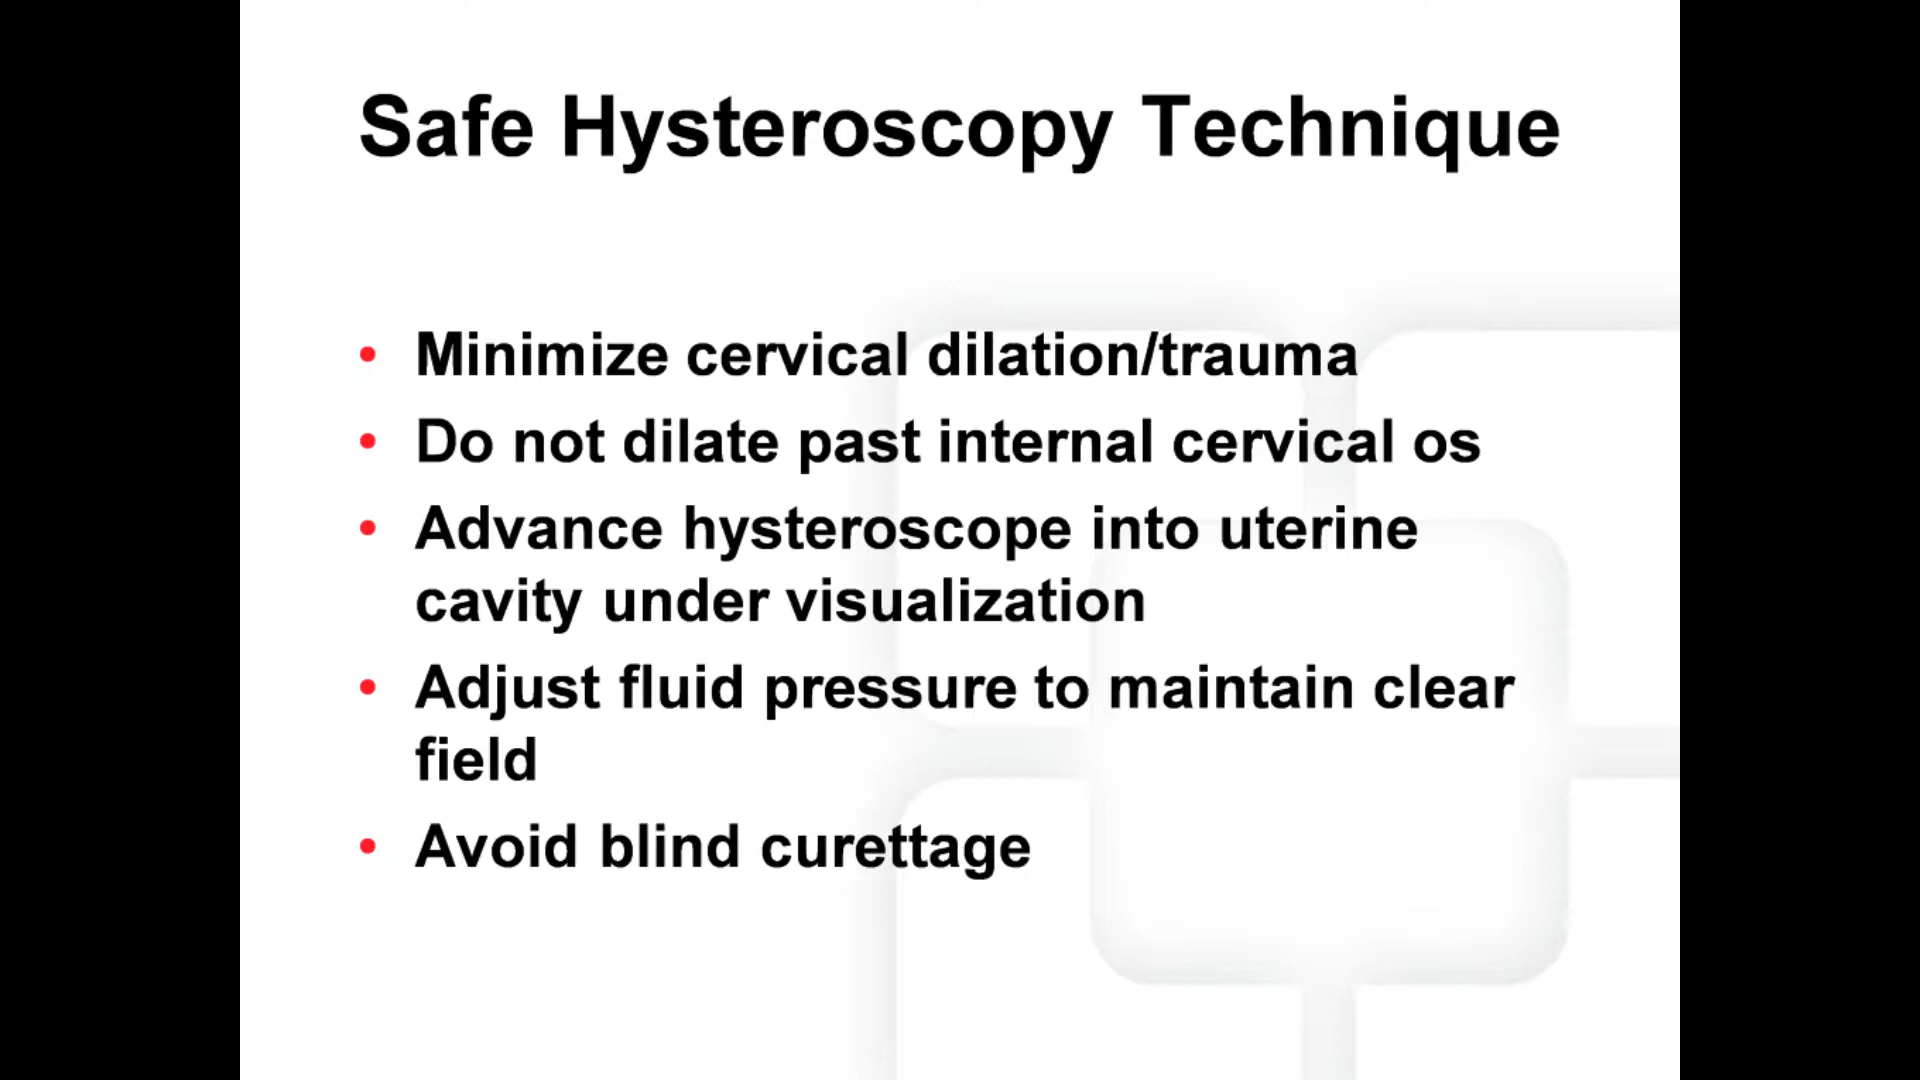 Safe Hysteroscopy Technique
• Minimize cervical dilation/trauma
• Do not dilate past internal cervical os
• Advance hysteroscope into uterine
cavity under visualization
• Adjust fluid pressure to maintain clear
field
• Avoid blind curettage